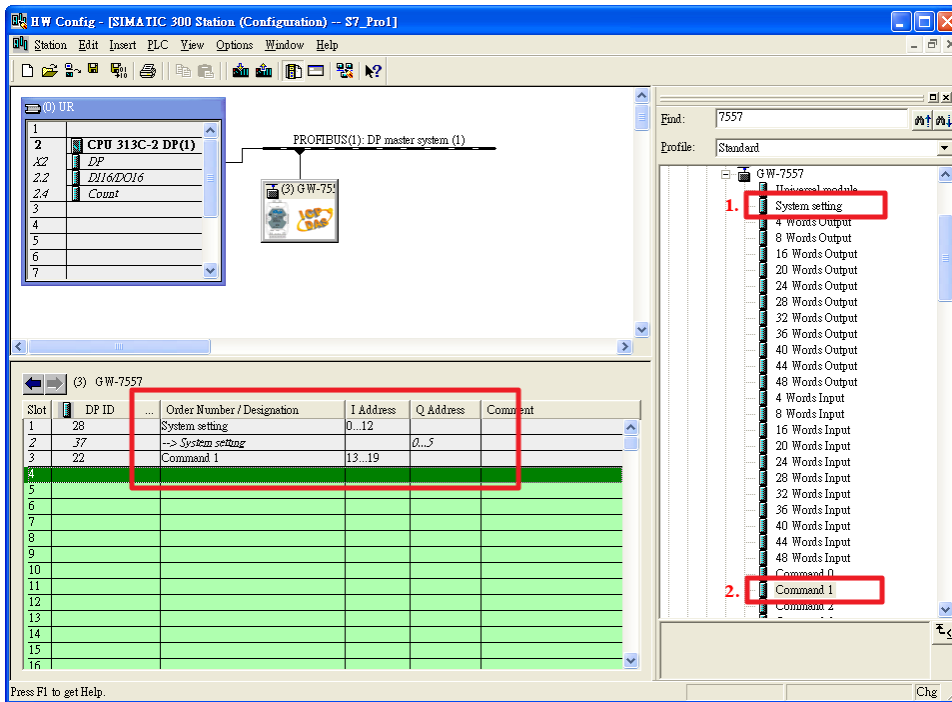 HW Config - [SIMATIC 300 Station (Configuration) -- S7_Pro1]
Station Edit Insert PLC View Options Window Help
(0) UR
1
2 CPU 313C-2 DP(1)
X2 DP
2.2 DI16/DO16
2.4 Count
3
4
5
6
7
PROFIBUS(1): DP master system (1)
(3) GW-755
ICP DAS
Find: 7557
Profile: Standard
GW-7557
Universal module
1. System setting
4 Words Output
8 Words Output
16 Words Output
20 Words Output
24 Words Output
28 Words Output
32 Words Output
36 Words Output
40 Words Output
44 Words Output
48 Words Output
4 Words Input
8 Words Input
16 Words Input
20 Words Input
24 Words Input
28 Words Input
32 Words Input
36 Words Input
40 Words Input
44 Words Input
48 Words Input
Command 0
2. Command 1
Command 2
(3) GW-7557
Slot DP ID ... Order Number / Designation I Address Q Address Comment
1 28 System setting 0...12
2 37 --> System setting 0...5
3 22 Command 1 13...19
4
5
6
7
8
9
10
11
12
13
14
15
16
Press F1 to get Help.
Chg